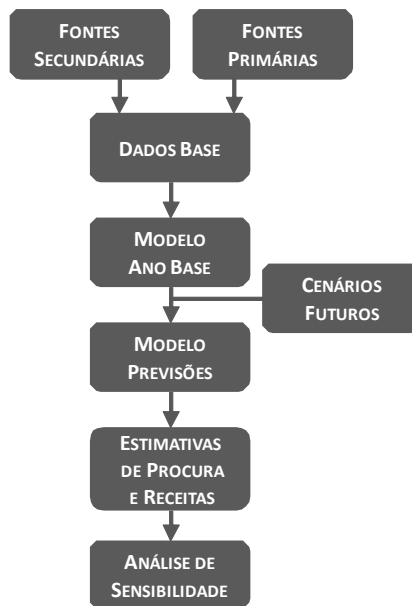 FONTES
SECUNDÁRIAS
FONTES
PRIMÁRIAS
DADOS BASE
MODELO
ANO BASE
CENÁRIOS
FUTUROS
MODELO
PREVISÕES
ESTIMATIVAS
DE PROCURA
E RECEITAS
ANÁLISE DE
SENSIBILIDADE